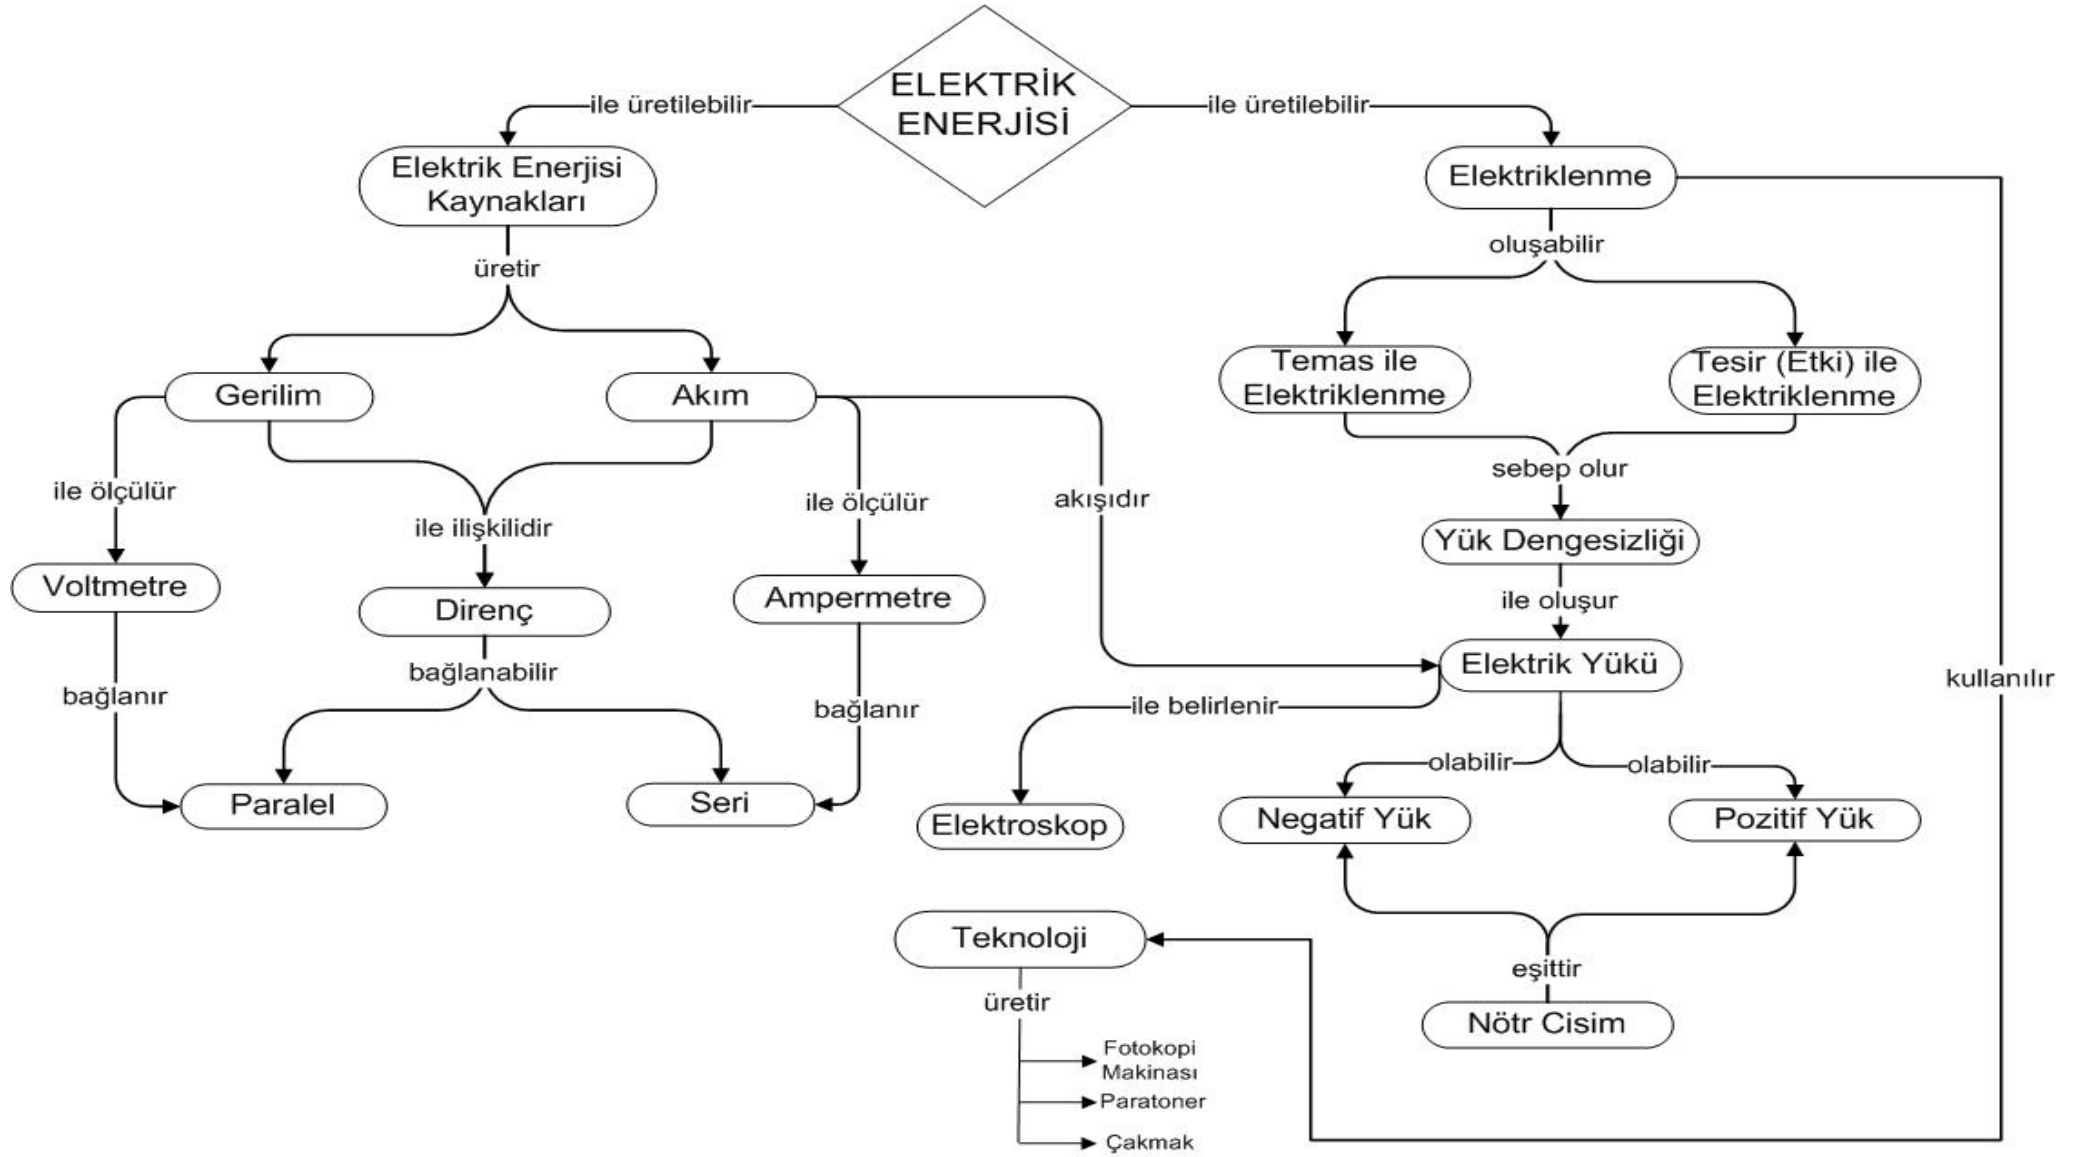 ELEKTRİK
ENERJİSİ
ile üretilebilir
ile üretilebilir
Elektrik Enerjisi
Kaynakları
Elektriklenme
üretir
oluşabilir
Gerilim
Akım
Temas ile
Elektriklenme
Tesir (Etki) ile
Elektriklenme
ile ölçülür
ile ilişkilidir
ile ölçülür
akışıdır
sebep olur
Voltmetre
Direnç
Ampermetre
Yük Dengesizliği
ile oluşur
bağlanır
bağlanabilir
bağlanır
Elektrik Yükü
kullanılır
ile belirlenir
olabilir
olabilir
Paralel
Seri
Elektroskop
Negatif Yük
Pozitif Yük
Teknoloji
eşittir
üretir
Nötr Cisim
Fotokopi
Makinası
Paratoner
Çakmak